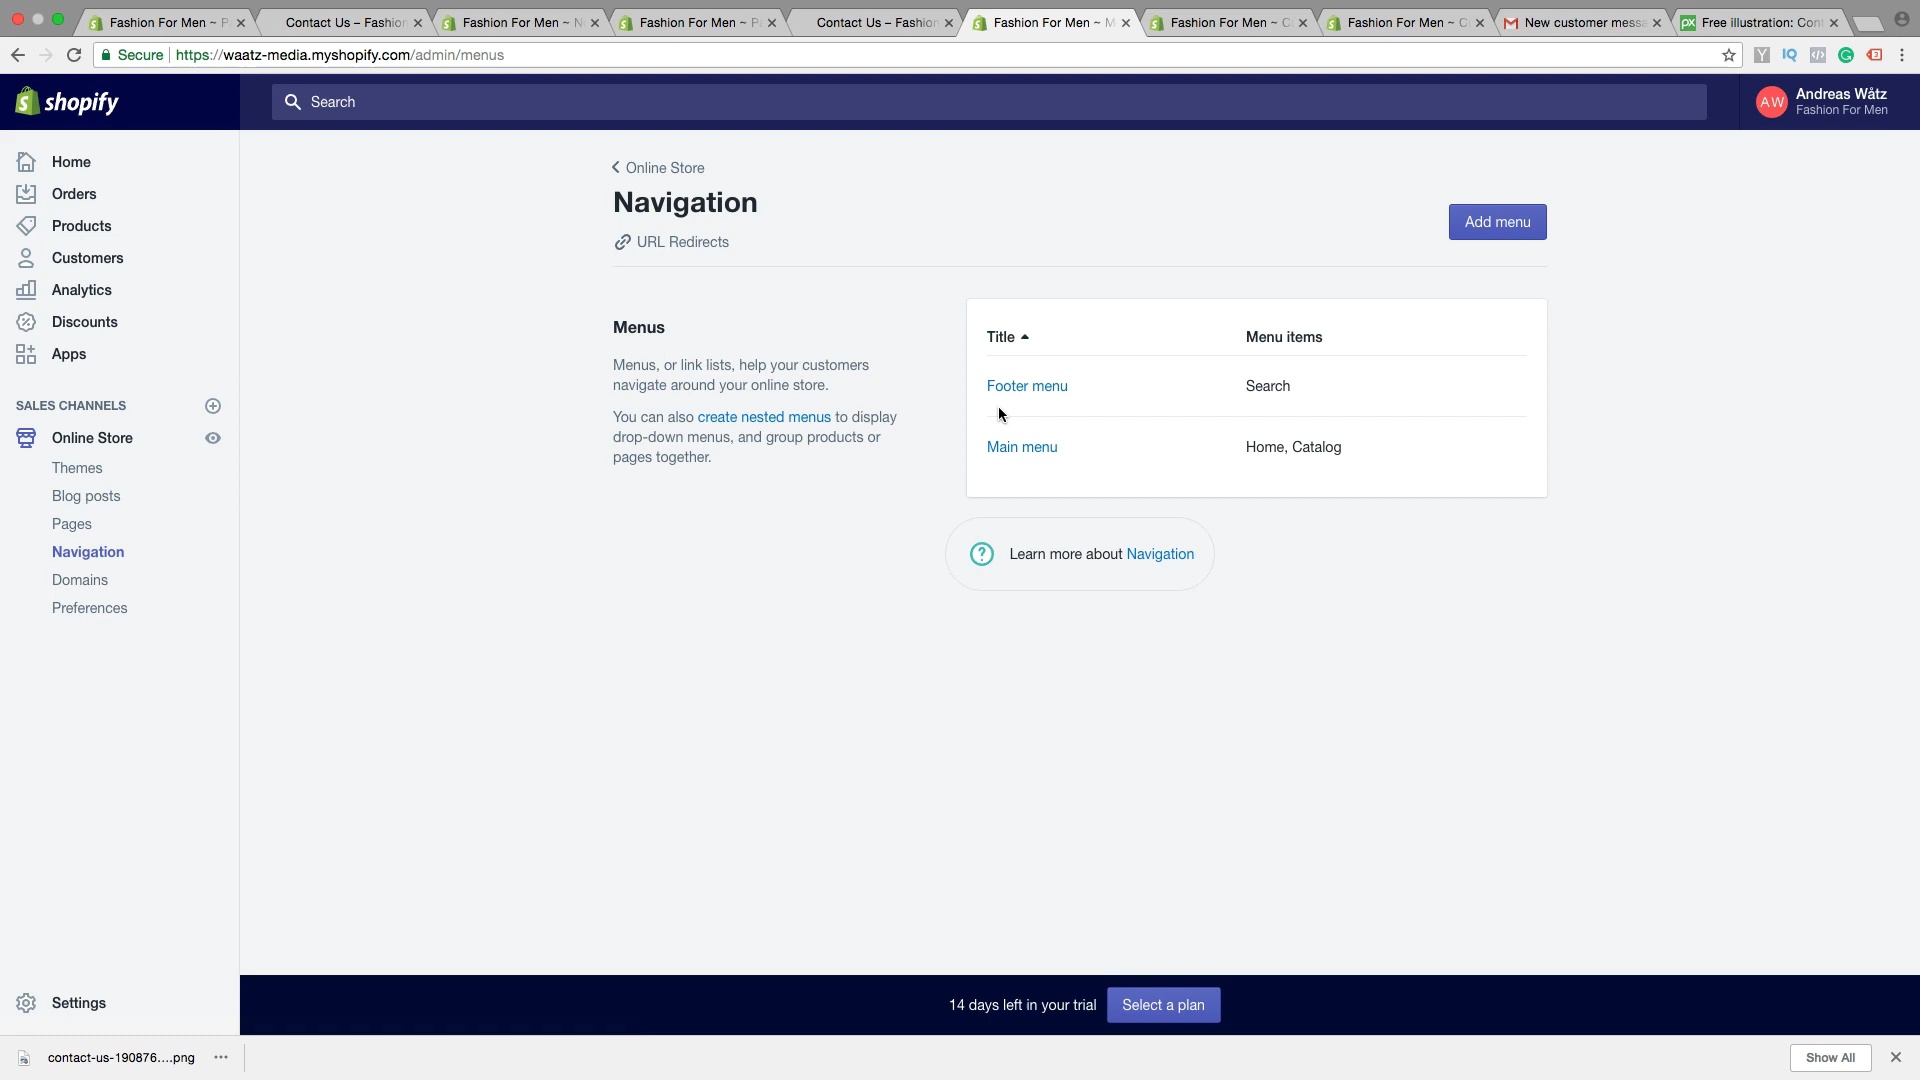 Fashion For Men ~ P
Contact Us – Fashion
Fashion For Men ~ N
Fashion For Men ~ P
Contact Us – Fashion
Fashion For Men ~ M
Fashion For Men ~ C
Fashion For Men ~ C
New customer messa
Free illustration: Cont
Secure
https://waatz-media.myshopify.com/admin/menus
shopify
Search
AW
Andreas Wåtz
Fashion For Men
Home
Orders
Products
Customers
Analytics
Discounts
Apps
SALES CHANNELS
Online Store
Themes
Blog posts
Pages
Navigation
Domains
Preferences
Settings
Online Store
Navigation
URL Redirects
Add menu
Menus
Menus, or link lists, help your customers
navigate around your online store.
You can also create nested menus to display
drop-down menus, and group products or
pages together.
Title
Menu items
Footer menu
Search
Main menu
Home, Catalog
Learn more about Navigation
14 days left in your trial
Select a plan
contact-us-190876....png
Show All